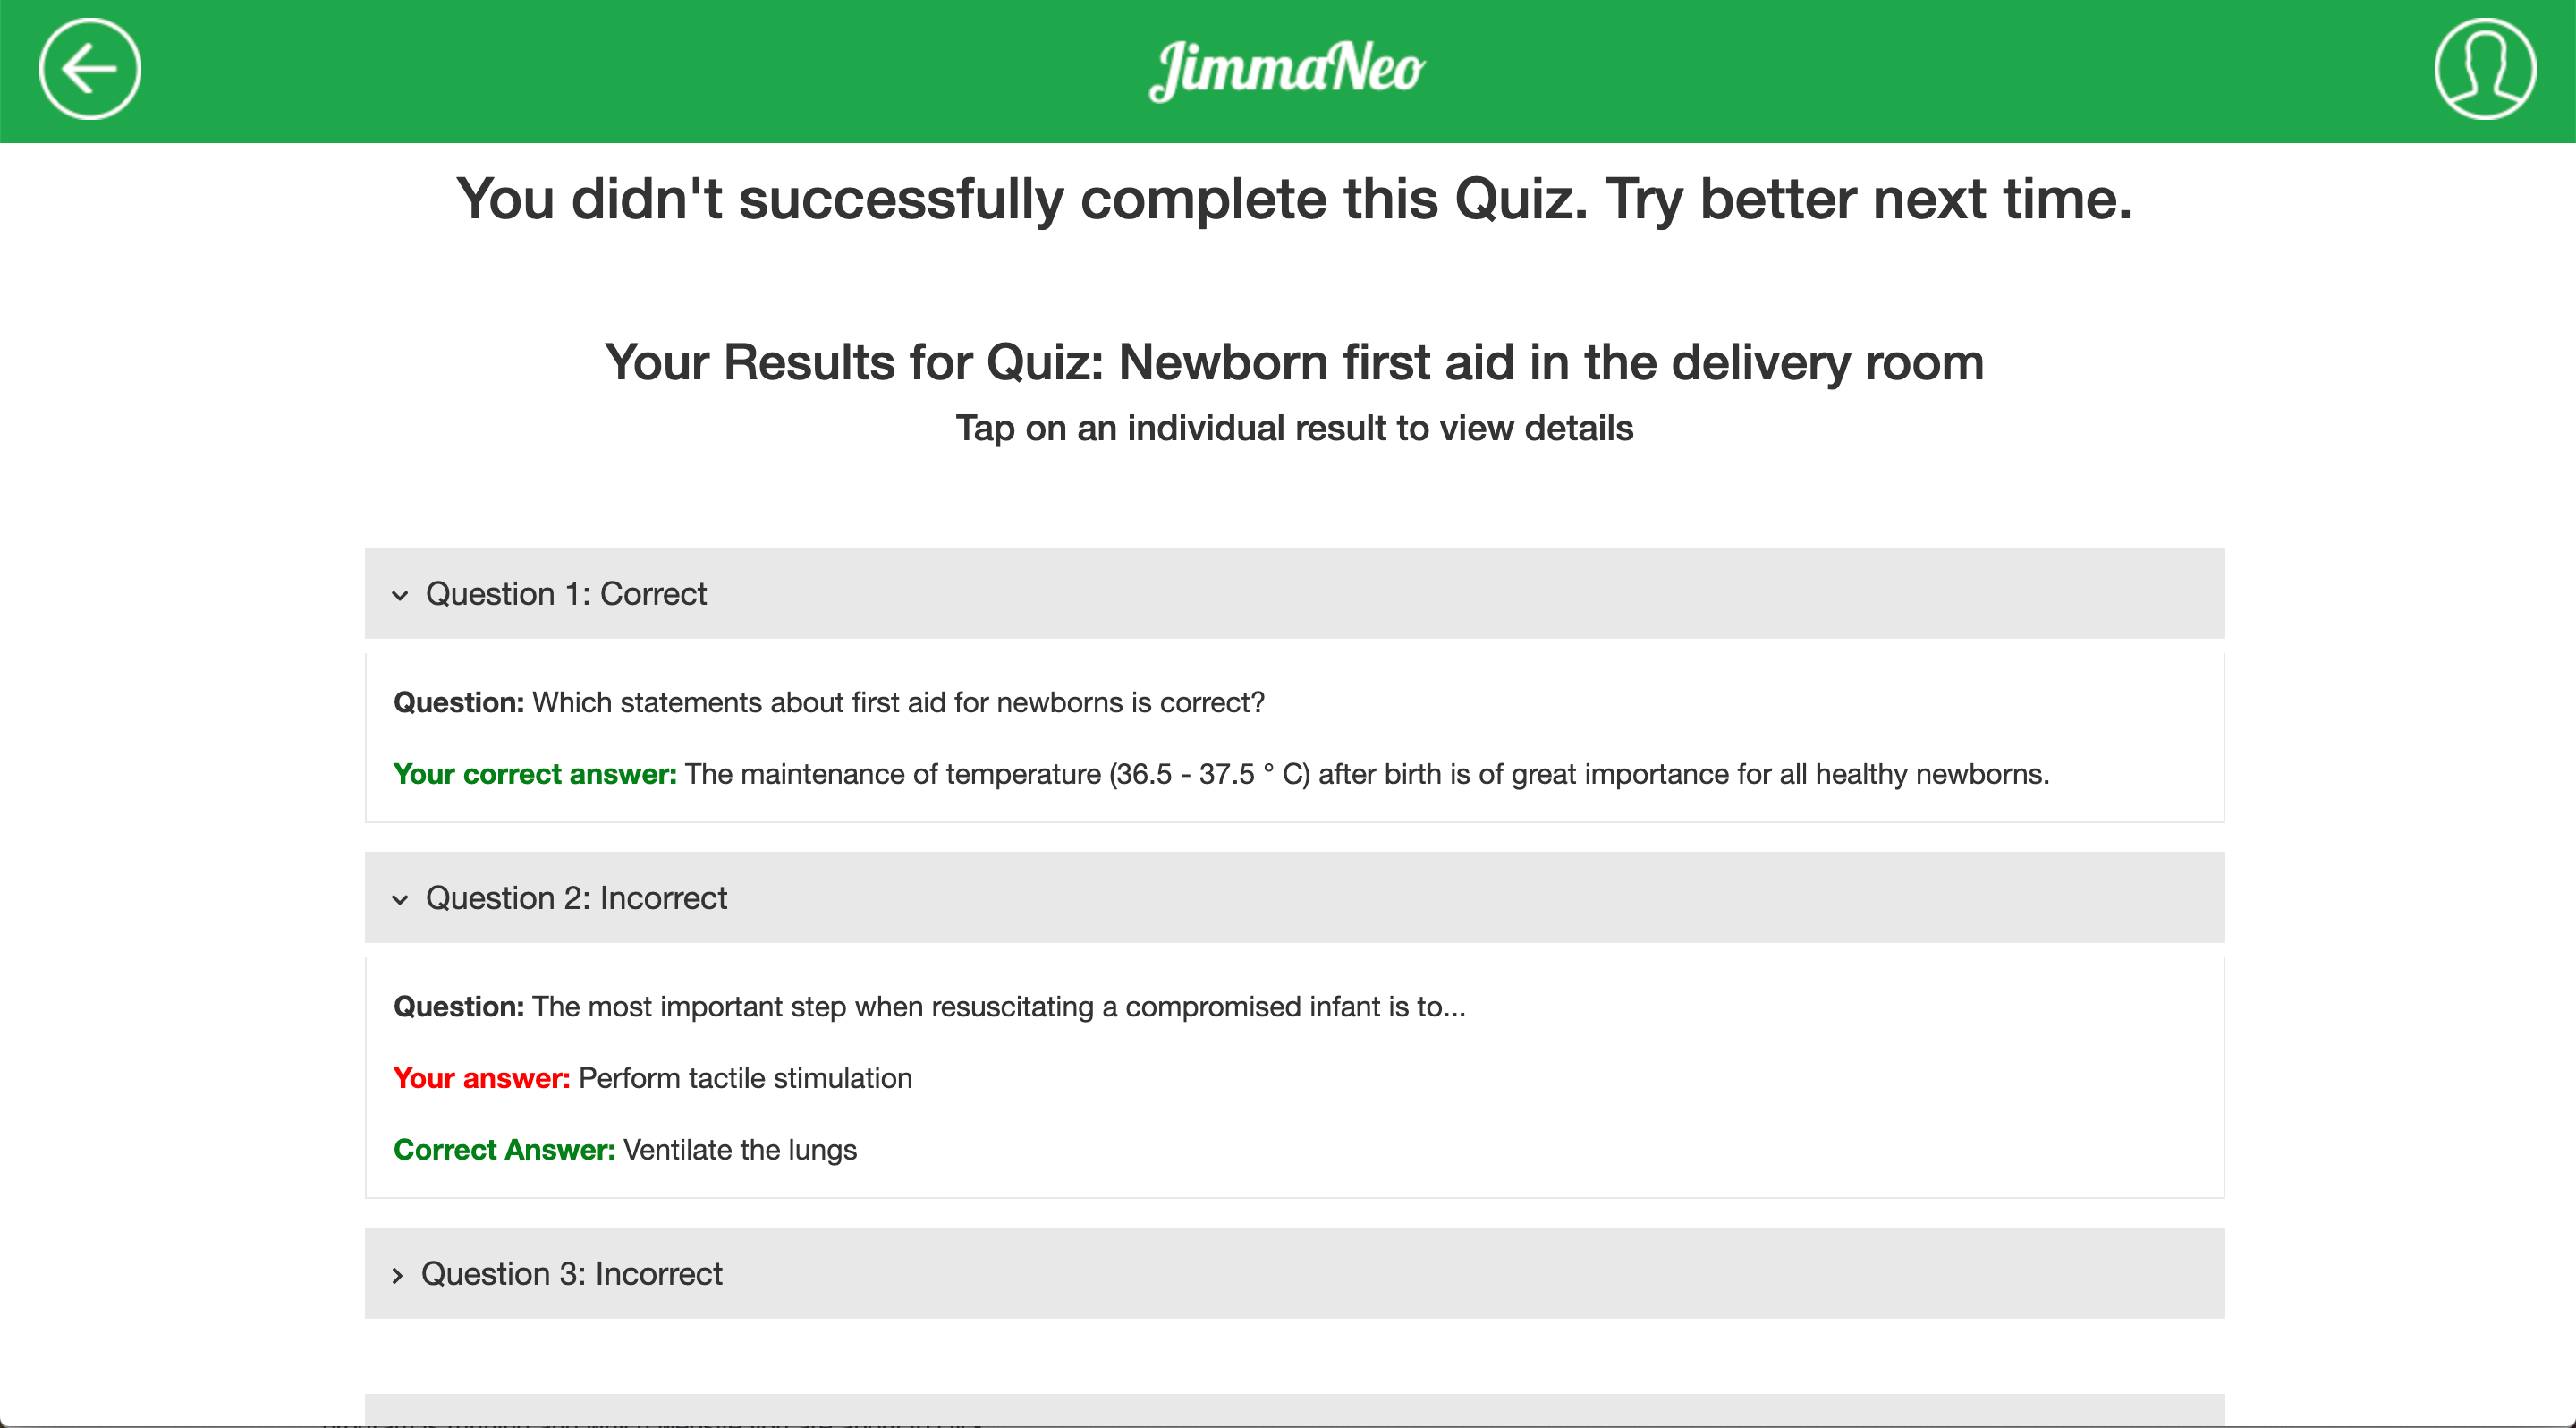 JimmaNeo
You didn't successfully complete this Quiz. Try better next time.
Your Results for Quiz: Newborn first aid in the delivery room
Tap on an individual result to view details
Question 1: Correct
Question: Which statements about first aid for newborns is correct?
Your correct answer: The maintenance of temperature (36.5 - 37.5 ° C) after birth is of great importance for all healthy newborns.
Question 2: Incorrect
Question: The most important step when resuscitating a compromised infant is to...
Your answer: Perform tactile stimulation
Correct Answer: Ventilate the lungs
Question 3: Incorrect